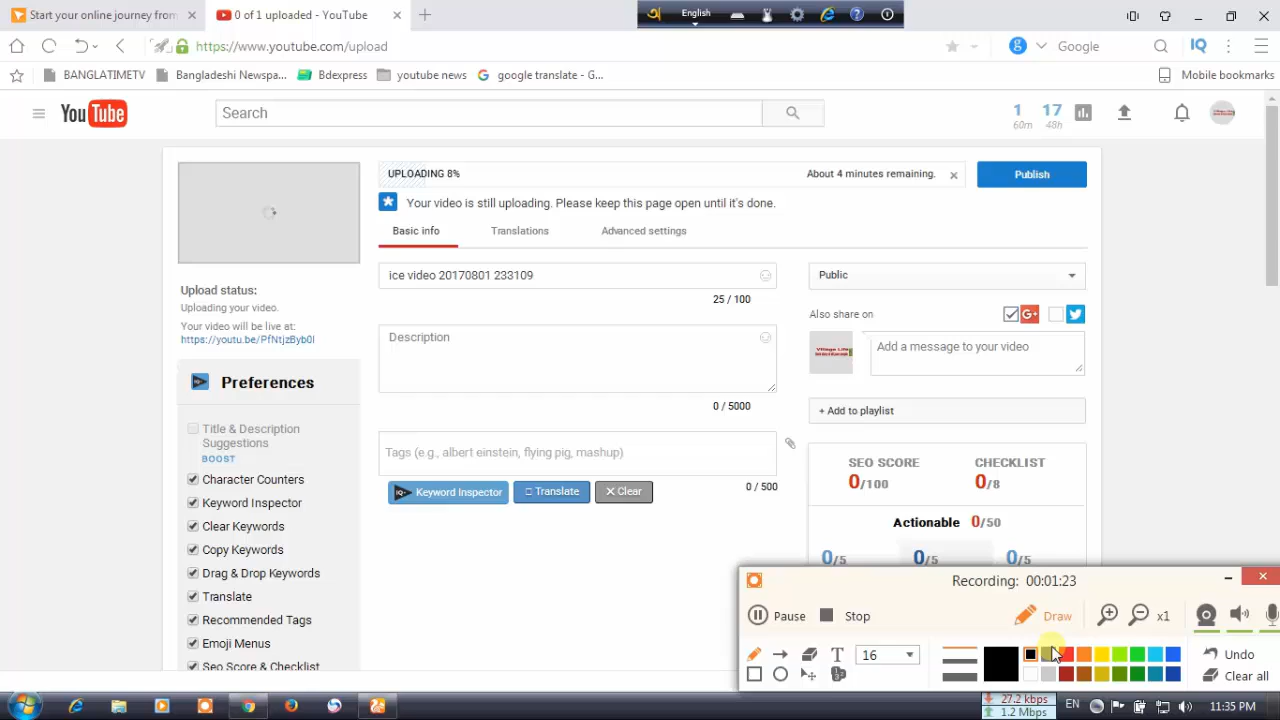 Start your online journey from
0 of 1 uploaded - YouTube
English
https://www.youtube.com/upload
Google
IQ
BANGLATIMETV
Bangladeshi Newspa...
Bdexpress
youtube news
google translate - G...
Mobile bookmarks
YouTube
Search
1
60m
17
48h
UPLOADING 8%
About 4 minutes remaining.
Publish
Your video is still uploading. Please keep this page open until it's done.
Basic info
Translations
Advanced settings
ice video 20170801 233109
25 / 100
Public
Upload status:
Uploading your video.
Your video will be live at:
https://youtu.be/PfNtjzByb0I
Also share on
G+
Description
0 / 5000
Add a message to your video
+ Add to playlist
Preferences
Title & Description
Suggestions
BOOST
Character Counters
Keyword Inspector
Clear Keywords
Copy Keywords
Drag & Drop Keywords
Translate
Recommended Tags
Emoji Menus
Seo Score & Checklist
Tags (e.g., albert einstein, flying pig, mashup)
Keyword Inspector
Translate
Clear
0 / 500
SEO SCORE
0/100
CHECKLIST
0/8
Actionable 0/50
0/5
0/5
0/5
Recording: 00:01:23
Pause
Stop
Draw
x1
T
16
Undo
Clear all
27.2 kbps
1.2 Mbps
EN
11:35 PM